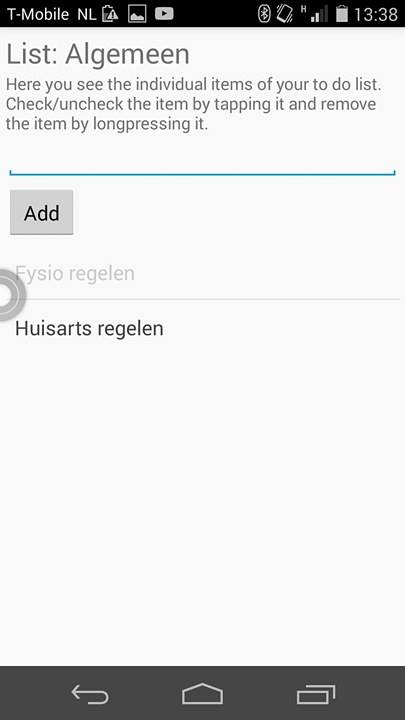 T-Mobile NL H 13:38
List: Algemeen
Here you see the individual items of your to do list.
Check/uncheck the item by tapping it and remove
the item by longpressing it.
Add
Fysio regelen
Huisarts regelen